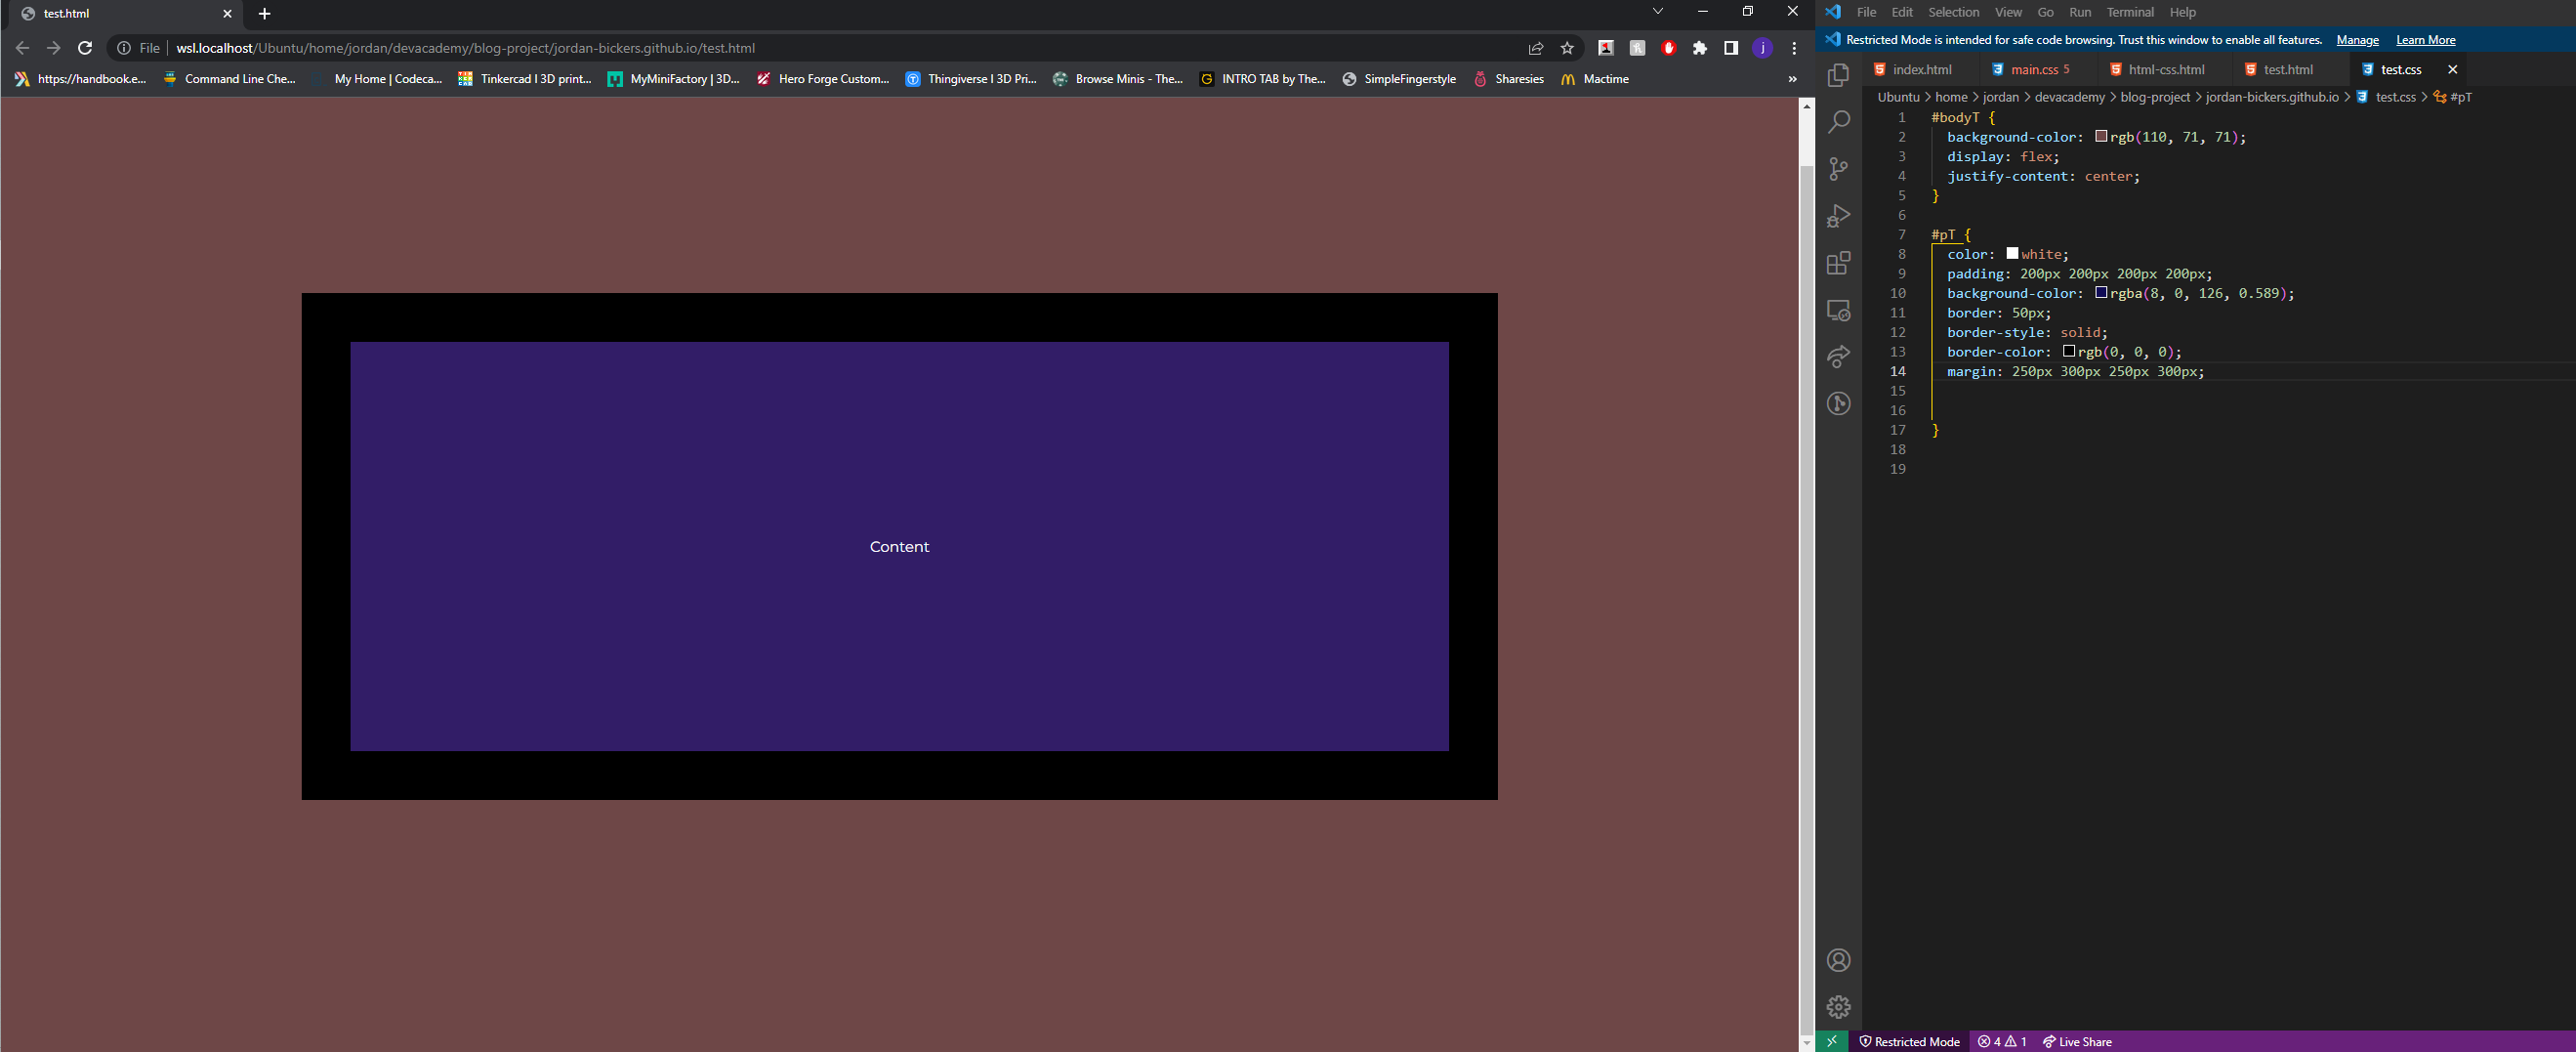 test.html
File wsl.localhost/Ubuntu/home/jordan/devacademy/blog-project/jordan-bickers.github.io/test.html
https://handbook.e... Command Line Che... My Home | Codeca... Tinkercad | 3D print... MyMiniFactory | 3D... Hero Forge Custom... Thingiverse | 3D Pri... Browse Minis - The... INTRO TAB by The... SimpleFingerstyle Sharesies Mactime »
Content
File Edit Selection View Go Run Terminal Help
Restricted Mode is intended for safe code browsing. Trust this window to enable all features. Manage Learn More
index.html main.css 5 html-css.html test.html test.css
Ubuntu > home > jordan > devacademy > blog-project > jordan-bickers.github.io > test.css > #pT
1 #bodyT {
2 background-color: rgb(110, 71, 71);
3 display: flex;
4 justify-content: center;
5 }
6
7 #pT {
8 color: white;
9 padding: 200px 200px 200px 200px;
10 background-color: rgba(8, 0, 126, 0.589);
11 border: 50px;
12 border-style: solid;
13 border-color: rgb(0, 0, 0);
14 margin: 250px 300px 250px 300px;
15
16
17 }
18
19
Restricted Mode 4 1 Live Share